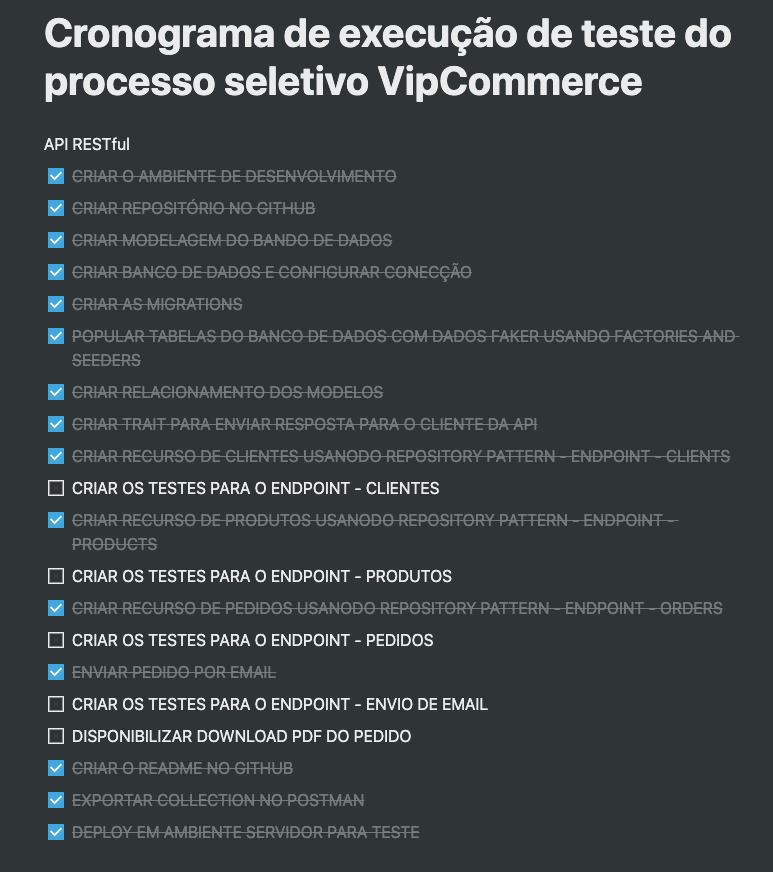 Cronograma de execução de teste do
processo seletivo VipCommerce
API RESTful
CRIAR O AMBIENTE DE DESENVOLVIMENTO
CRIAR REPOSITÓRIO NO GITHUB
CRIAR MODELAGEM DO BANDO DE DADOS
CRIAR BANCO DE DADOS E CONFIGURAR CONECÇÃO
CRIAR AS MIGRATIONS
POPULAR TABELAS DO BANCO DE DADOS COM DADOS FAKER USANDO FACTORIES AND
SEEDERS
CRIAR RELACIONAMENTO DOS MODELOS
CRIAR TRAIT PARA ENVIAR RESPOSTA PARA O CLIENTE DA API
CRIAR RECURSO DE CLIENTES USANODO REPOSITORY PATTERN - ENDPOINT - CLIENTS
CRIAR OS TESTES PARA O ENDPOINT - CLIENTES
CRIAR RECURSO DE PRODUTOS USANODO REPOSITORY PATTERN - ENDPOINT -
PRODUCTS
CRIAR OS TESTES PARA O ENDPOINT - PRODUTOS
CRIAR RECURSO DE PEDIDOS USANODO REPOSITORY PATTERN - ENDPOINT - ORDERS
CRIAR OS TESTES PARA O ENDPOINT - PEDIDOS
ENVIAR PEDIDO POR EMAIL
CRIAR OS TESTES PARA O ENDPOINT - ENVIO DE EMAIL
DISPONIBILIZAR DOWNLOAD PDF DO PEDIDO
CRIAR O README NO GITHUB
EXPORTAR COLLECTION NO POSTMAN
DEPLOY EM AMBIENTE SERVIDOR PARA TESTE